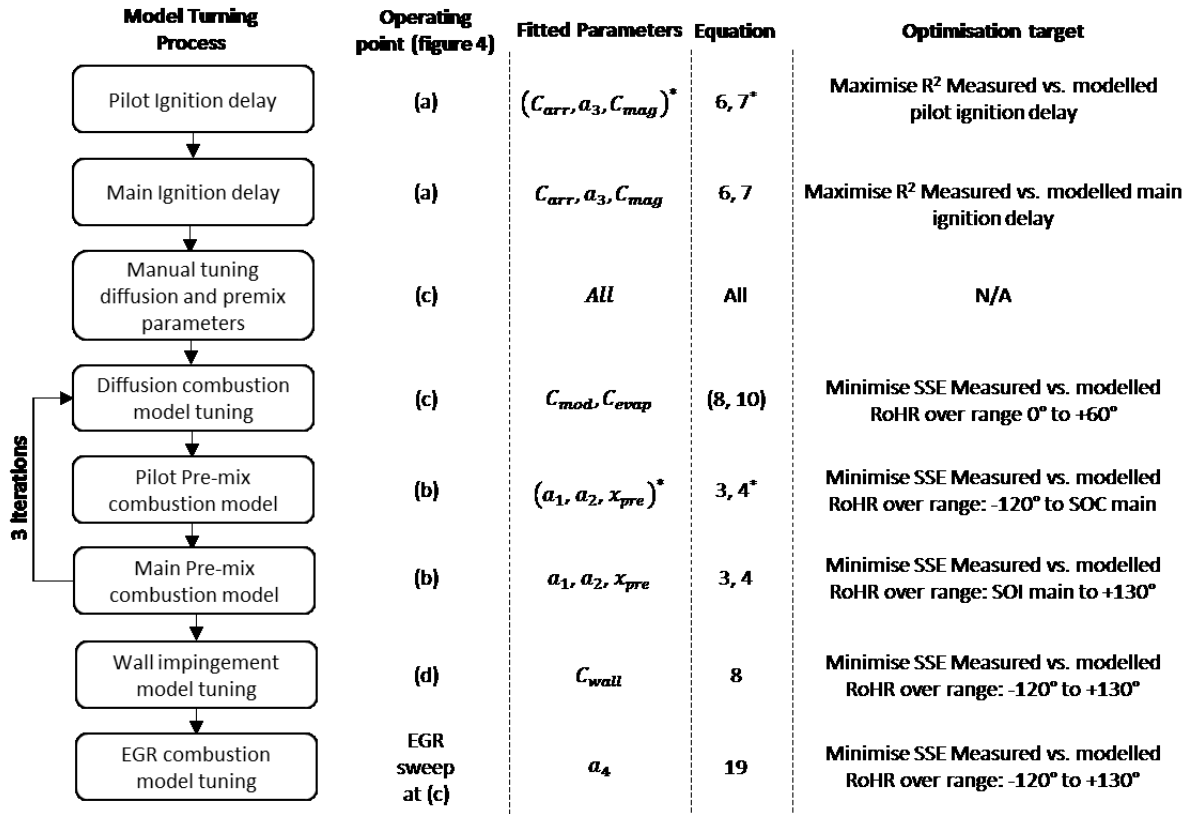 Model Turning
Process
Operating
point (figure 4)
Fitted Parameters
Equation
Optimisation target
Pilot Ignition delay
(a)
(C_arr, a_3, C_mag)*
6, 7*
Maximise R² Measured vs. modelled
pilot ignition delay
Main Ignition delay
(a)
C_arr, a_3, C_mag
6, 7
Maximise R² Measured vs. modelled main
ignition delay
Manual tuning
diffusion and premix
parameters
(c)
All
All
N/A
Diffusion combustion
model tuning
(c)
C_mod, C_evap
(8, 10)
Minimise SSE Measured vs. modelled
RoHR over range 0° to +60°
3 Iterations
Pilot Pre-mix
combustion model
(b)
(a_1, a_2, x_pre)*
3, 4*
Minimise SSE Measured vs. modelled
RoHR over range: -120° to SOC main
Main Pre-mix
combustion model
(b)
a_1, a_2, x_pre
3, 4
Minimise SSE Measured vs. modelled
RoHR over range: SOI main to +130°
Wall impingement
model tuning
(d)
C_wall
8
Minimise SSE Measured vs. modelled
RoHR over range: -120° to +130°
EGR combustion
model tuning
EGR
sweep
at (c)
a_4
19
Minimise SSE Measured vs. modelled
RoHR over range: -120° to +130°